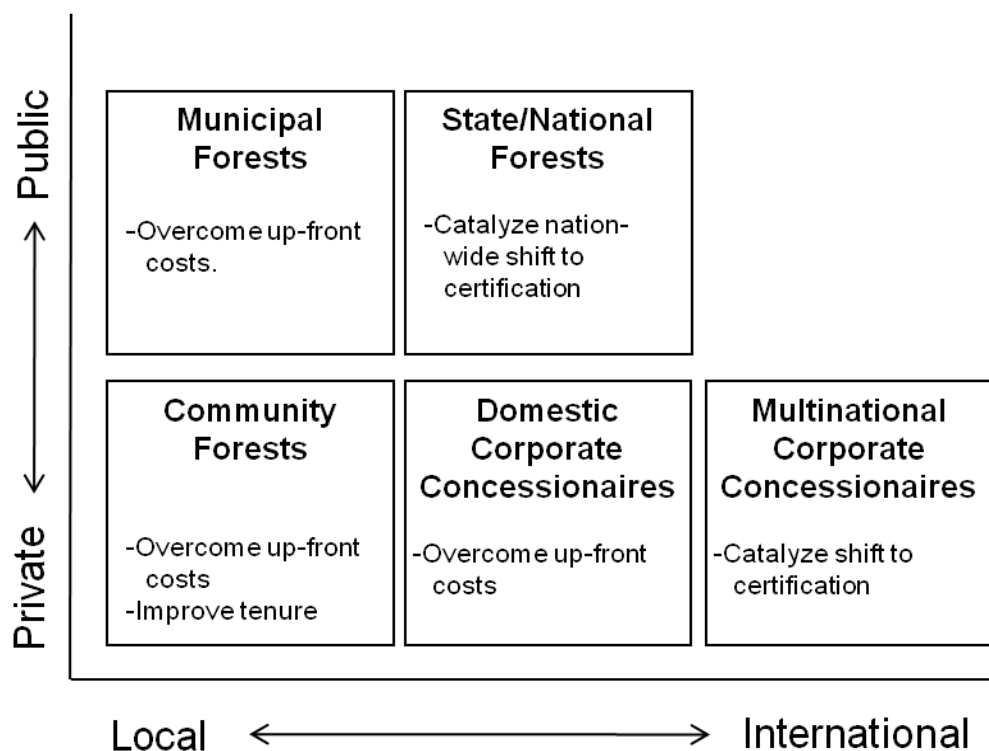 Public
Private
Municipal
Forests
-Overcome up-front
costs.
State/National
Forests
-Catalyze nation-
wide shift to
certification
Community
Forests
-Overcome up-front
costs
-Improve tenure
Domestic
Corporate
Concessionaires
-Overcome up-front
costs
Multinational
Corporate
Concessionaires
-Catalyze shift to
certification
Local
International